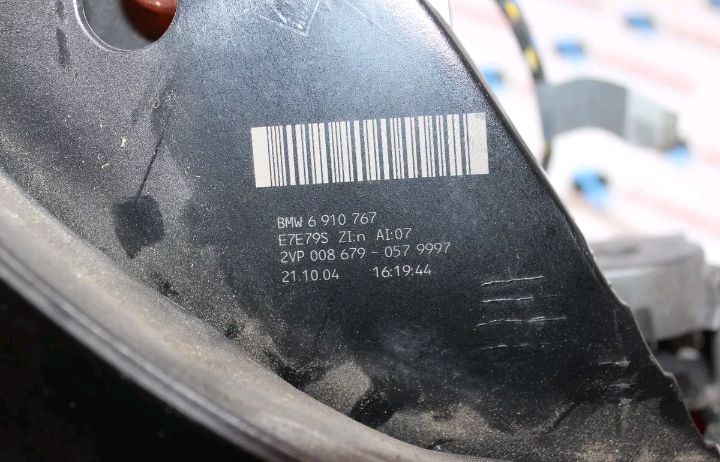 BMW 6 910 767
E7E79S ZI:n AI:07
2VP 008 679 - 057 9997
21.10.04 16:19:44